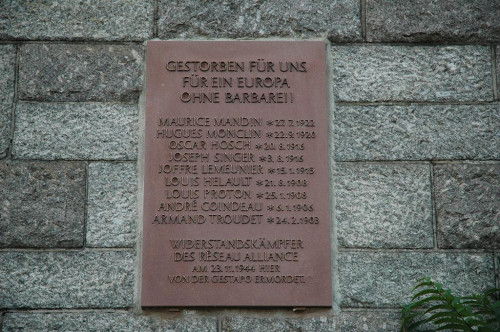 GESTORBEN FÜR UNS,
FÜR EIN EUROPA
OHNE BARBAREI!
MAURICE MANDIN *27.7.1922
HUGUES MONCLIN *22.9.1920
OSCAR HOSCH *20.8.1916
JOSEPH SINGER *3.8.1916
JOFFRE LEMEUNIER *15.1.1915
LOUIS HELAULT *21.8.1908
LOUIS PROTON *25.1.1908
ANDRÉ COINDEAU *6.1.1906
ARMAND TROUDET *24.2.1903
WIDERSTANDSKÄMPFER
DES RÉSEAU ALLIANCE
AM 23.11.1944 HIER
VON DER GESTAPO ERMORDET.